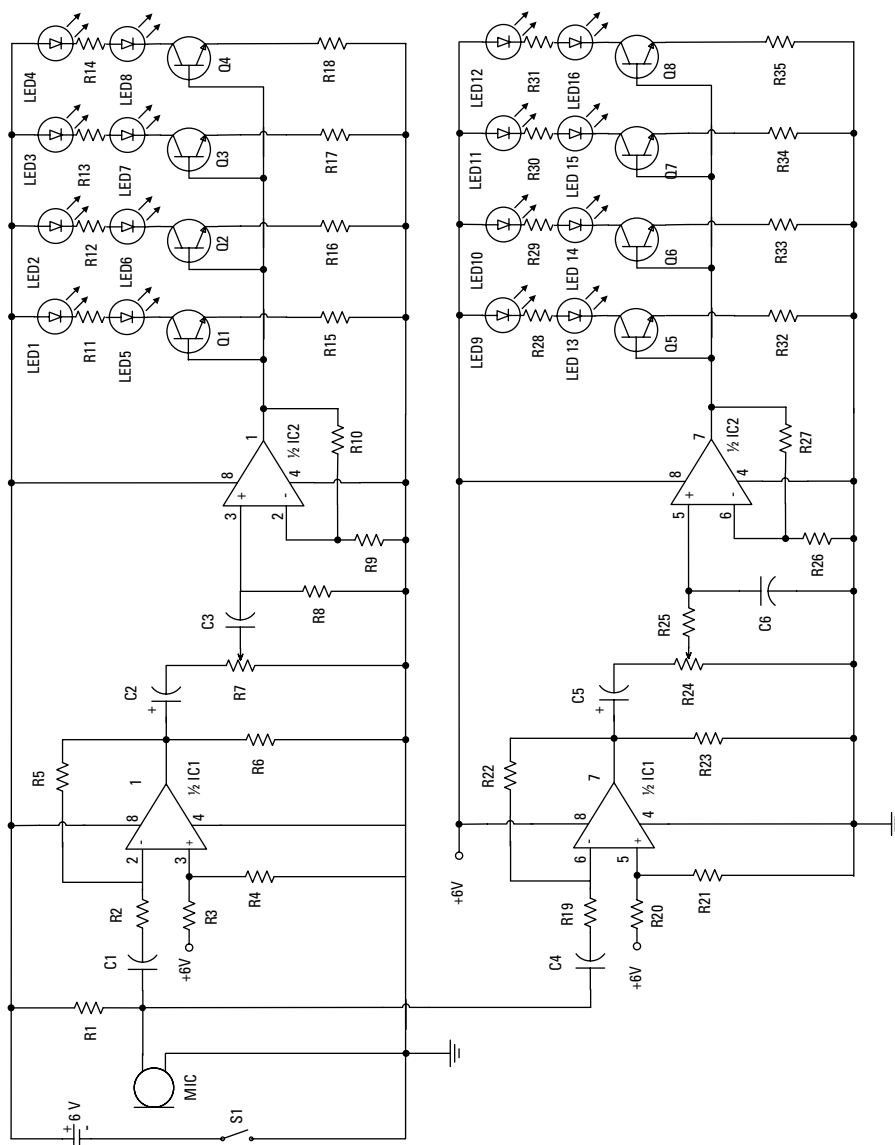 +
6 V
-
S1
MIC
R1
C1
R2
+6V
R3
R4
R5
2
-
3
+
8
4
1
½ IC1
R6
C2
+
R7
C3
R8
3
+
2
-
8
4
1
½ IC2
R9
R10
LED1
R11
LED5
Q1
R15
LED2
R12
LED6
Q2
R16
LED3
R13
LED7
Q3
R17
LED4
R14
LED8
Q4
R18
+6V
C4
R19
+6V
R20
R21
R22
6
-
5
+
8
4
7
½ IC1
R23
C5
+
R24
R25
C6
5
+
6
-
8
4
7
½ IC2
R26
R27
LED9
R28
LED 13
Q5
R32
LED10
R29
LED 14
Q6
R33
LED11
R30
LED 15
Q7
R34
LED12
R31
LED16
Q8
R35